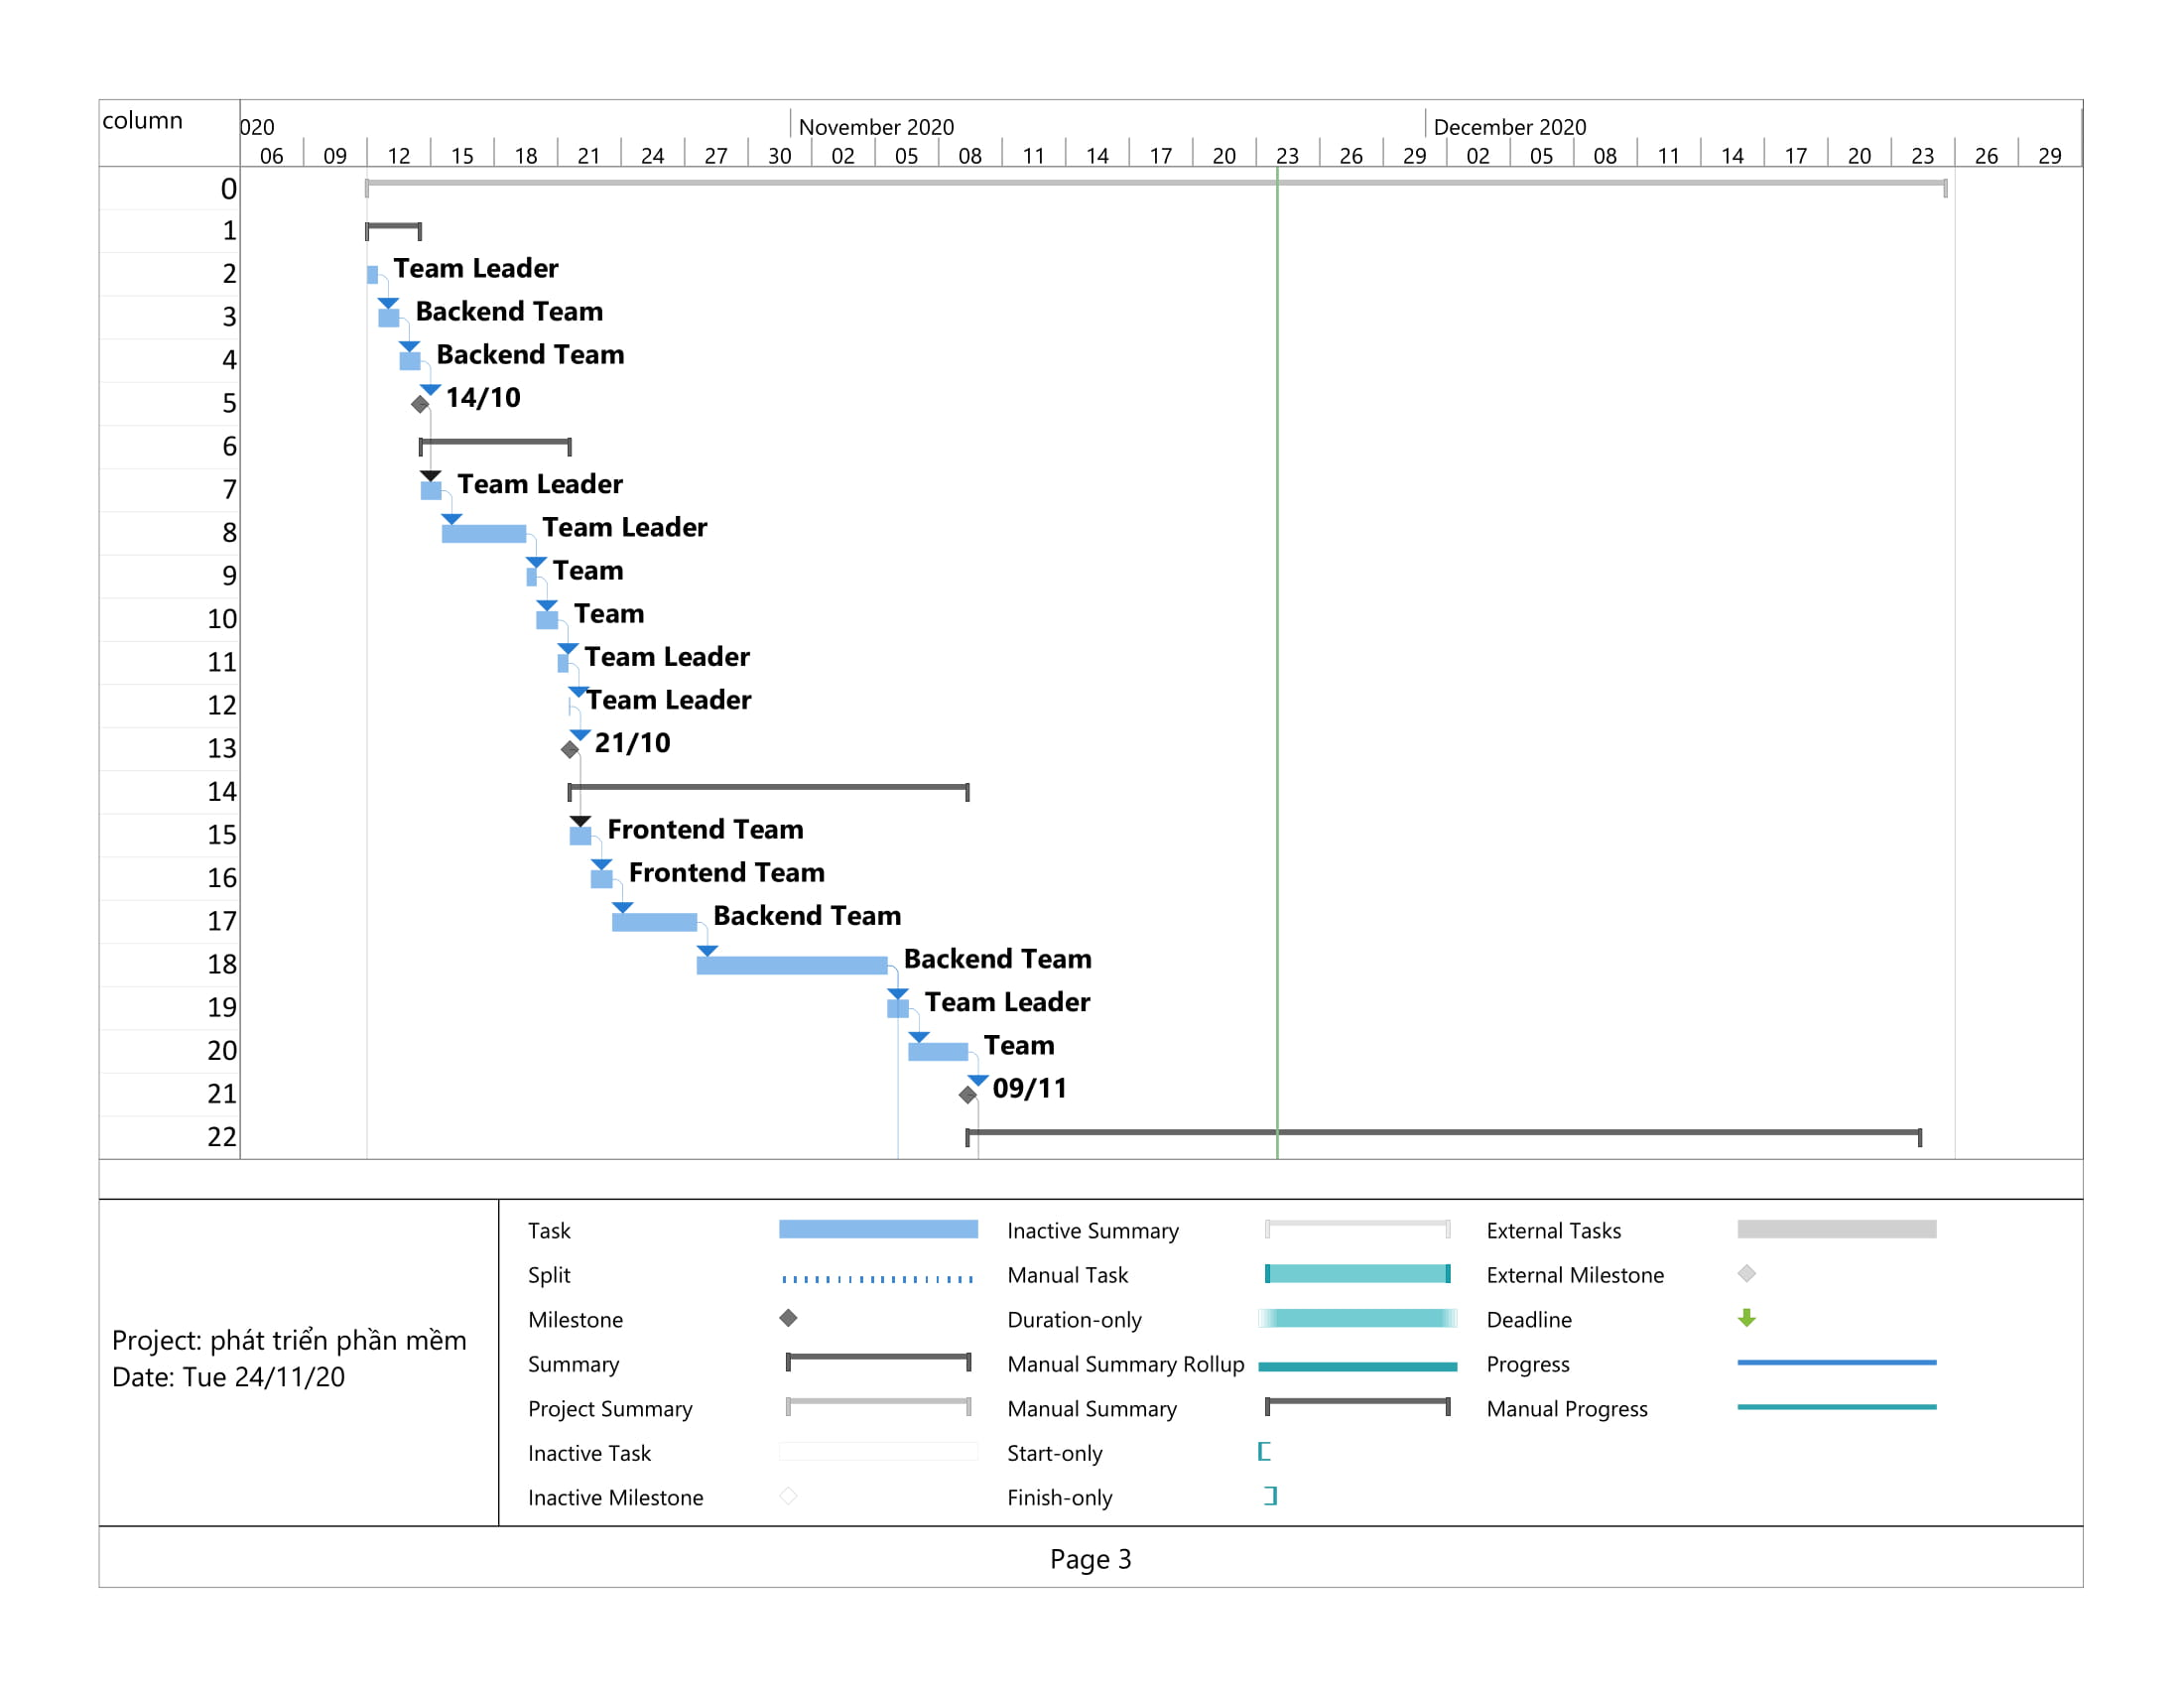 column
020
November 2020
December 2020
06 09 12 15 18 21 24 27 30 02 05 08 11 14 17 20 23 26 29 02 05 08 11 14 17 20 23 26 29
0
1
2 Team Leader
3 Backend Team
4 Backend Team
5 14/10
6
7 Team Leader
8 Team Leader
9 Team
10 Team
11 Team Leader
12 Team Leader
13 21/10
14
15 Frontend Team
16 Frontend Team
17 Backend Team
18 Backend Team
19 Team Leader
20 Team
21 09/11
22
Project: phát triển phần mềm
Date: Tue 24/11/20
Task
Split
Milestone
Summary
Project Summary
Inactive Task
Inactive Milestone
Inactive Summary
Manual Task
Duration-only
Manual Summary Rollup
Manual Summary
Start-only
Finish-only
External Tasks
External Milestone
Deadline
Progress
Manual Progress
Page 3